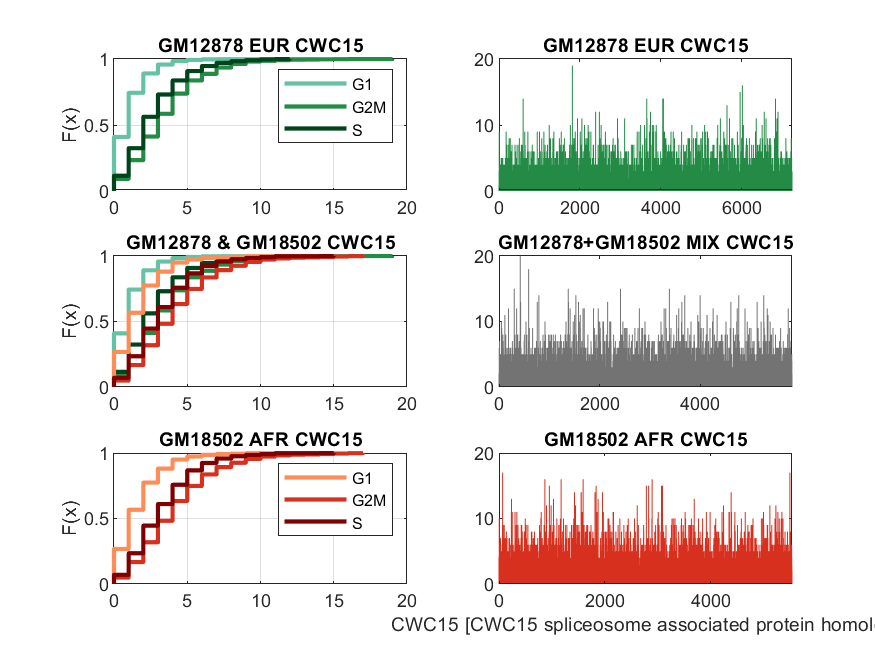 GM12878 EUR CWC15
F(x)
1
0.5
0
0 5 10 15 20
G1
G2M
S
GM12878 EUR CWC15
20
10
0
0 2000 4000 6000
GM12878 & GM18502 CWC15
F(x)
1
0.5
0
0 5 10 15 20
GM12878+GM18502 MIX CWC15
20
10
0
0 2000 4000
GM18502 AFR CWC15
F(x)
1
0.5
0
0 5 10 15 20
G1
G2M
S
GM18502 AFR CWC15
20
10
0
0 2000 4000
CWC15 [CWC15 spliceosome associated protein homol